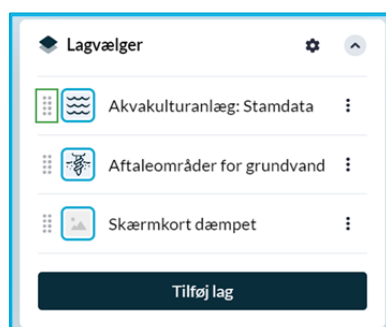 Lagvælger
Akvakulturanlæg: Stamdata
Aftaleområder for grundvand
Skærmkort dæmpet
Tilføj lag